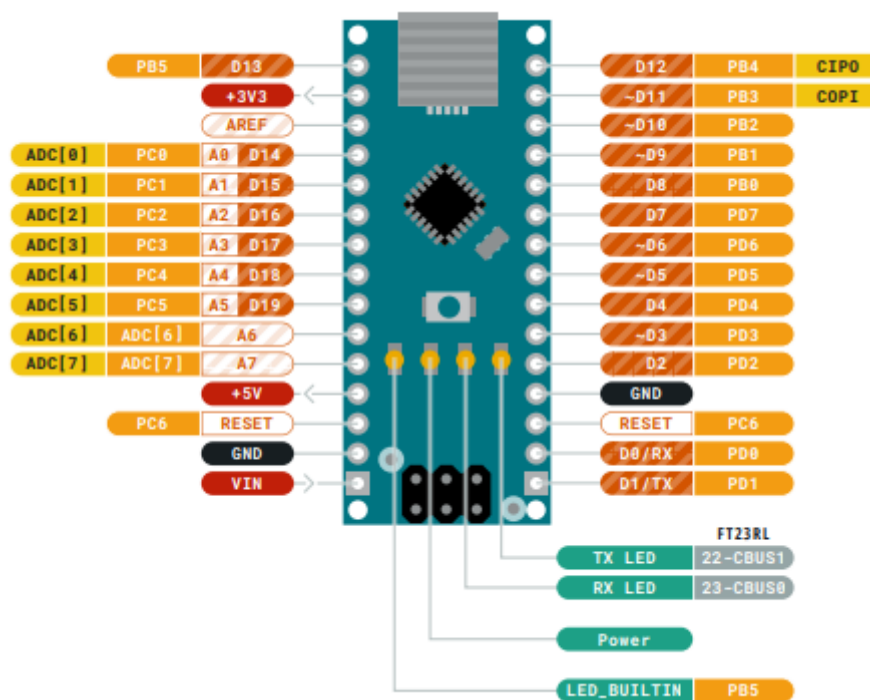 PB5 D13 D12 PB4 CIPO
+3V3 ~D11 PB3 COPI
AREF ~D10 PB2
ADC[0] PC0 A0 D14 ~D9 PB1
ADC[1] PC1 A1 D15 D8 PB0
ADC[2] PC2 A2 D16 D7 PD7
ADC[3] PC3 A3 D17 ~D6 PD6
ADC[4] PC4 A4 D18 ~D5 PD5
ADC[5] PC5 A5 D19 D4 PD4
ADC[6] ADC[6] A6 ~D3 PD3
ADC[7] ADC[7] A7 D2 PD2
+5V GND
PC6 RESET RESET PC6
GND D0/RX PD0
VIN D1/TX PD1
FT23RL
TX LED 22-CBUS1
RX LED 23-CBUS0
Power
LED_BUILTIN PB5